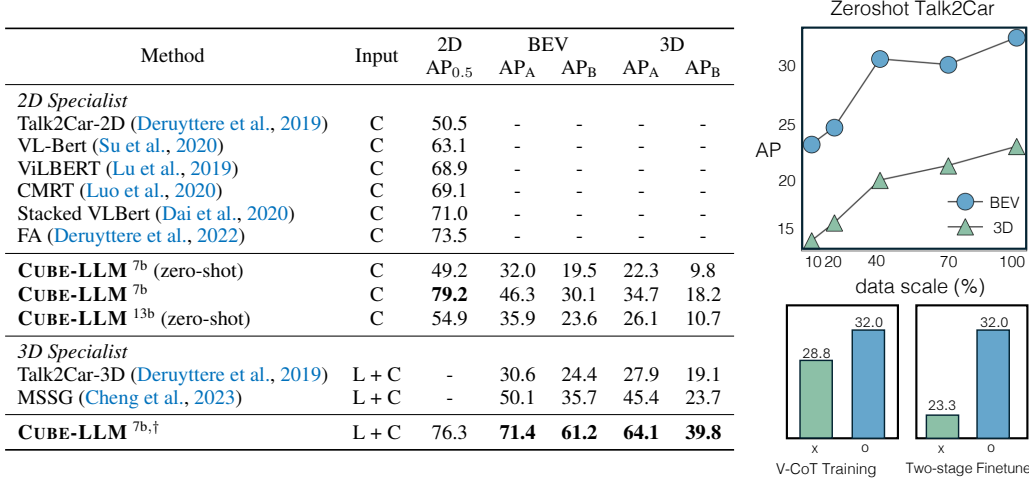 Method Input 2D BEV 3D
AP0.5 APA APB APA APB
2D Specialist
Talk2Car-2D (Deruyttere et al., 2019) C 50.5 - - - -
VL-Bert (Su et al., 2020) C 63.1 - - - -
ViLBERT (Lu et al., 2019) C 68.9 - - - -
CMRT (Luo et al., 2020) C 69.1 - - - -
Stacked VLBert (Dai et al., 2020) C 71.0 - - - -
FA (Deruyttere et al., 2022) C 73.5 - - - -
CUBE-LLM 7b (zero-shot) C 49.2 32.0 19.5 22.3 9.8
CUBE-LLM 7b C 79.2 46.3 30.1 34.7 18.2
CUBE-LLM 13b (zero-shot) C 54.9 35.9 23.6 26.1 10.7
3D Specialist
Talk2Car-3D (Deruyttere et al., 2019) L + C - 30.6 24.4 27.9 19.1
MSSG (Cheng et al., 2023) L + C - 50.1 35.7 45.4 23.7
CUBE-LLM 7b,† L + C 76.3 71.4 61.2 64.1 39.8
Zeroshot Talk2Car
30
25
AP
20
15
BEV
3D
10 20 40 70 100
data scale (%)
28.8 32.0
x o
V-CoT Training
23.3 32.0
x o
Two-stage Finetune